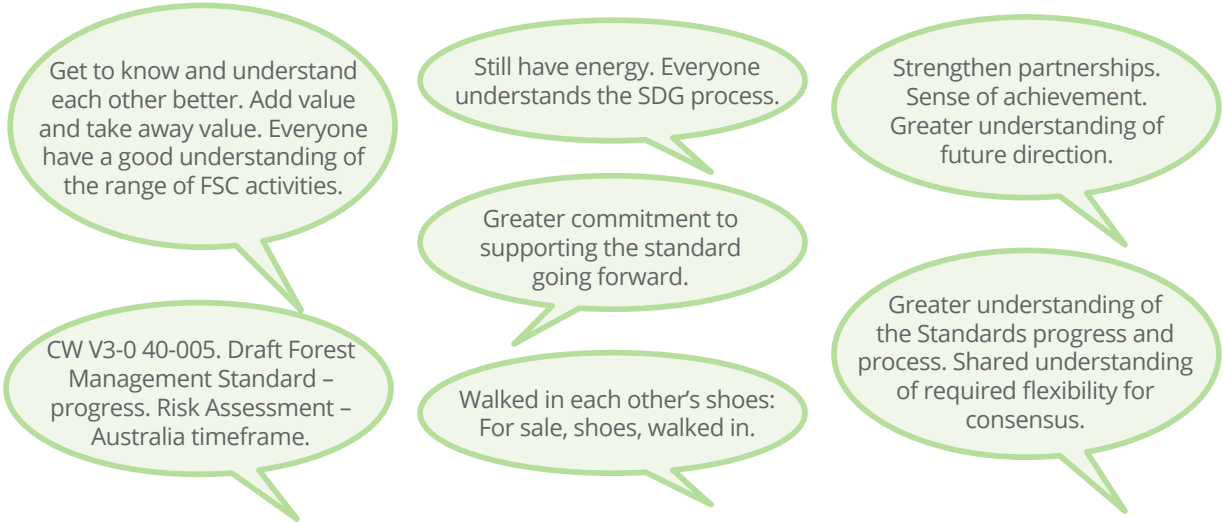 Get to know and understand
each other better. Add value
and take away value. Everyone
have a good understanding of
the range of FSC activities.
CW V3-0 40-005. Draft Forest
Management Standard –
progress. Risk Assessment –
Australia timeframe.
Still have energy. Everyone
understands the SDG process.
Greater commitment to
supporting the standard
going forward.
Walked in each other’s shoes:
For sale, shoes, walked in.
Strengthen partnerships.
Sense of achievement.
Greater understanding of
future direction.
Greater understanding of
the Standards progress and
process. Shared understanding
of required flexibility for
consensus.